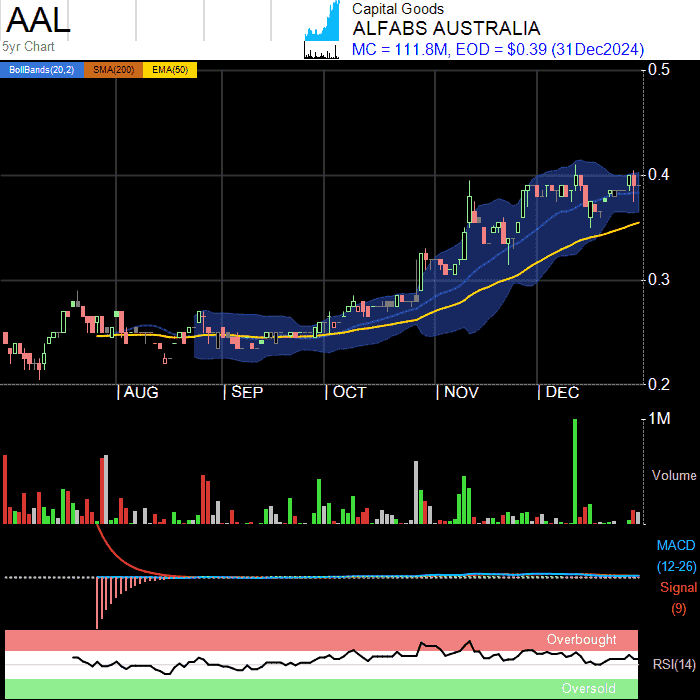 AAL
5yr Chart
Capital Goods
ALFABS AUSTRALIA
MC = 111.8M, EOD = $0.39 (31Dec2024)
BollBands(20,2) SMA(200) EMA(50)
0.5
0.4
0.3
0.2
AUG SEP OCT NOV DEC
1M
Volume
MACD
(12-26)
Signal
(9)
Overbought
RSI(14)
Oversold